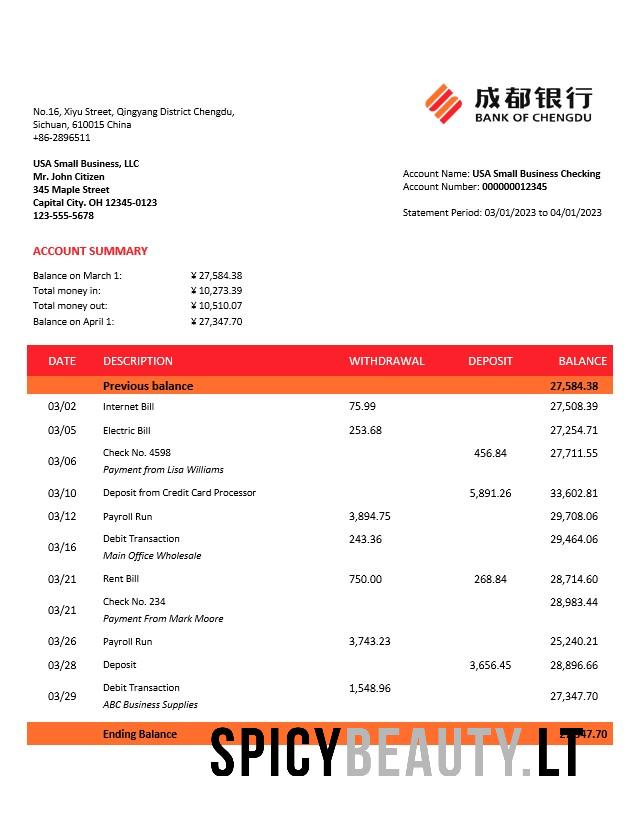 成都银行
BANK OF CHENGDU
No.16, Xiyu Street, Qingyang District Chengdu,
Sichuan, 610015 China
+86-2896511
USA Small Business, LLC
Mr. John Citizen
345 Maple Street
Capital City. OH 12345-0123
123-555-5678
Account Name: USA Small Business Checking
Account Number: 000000012345
Statement Period: 03/01/2023 to 04/01/2023
ACCOUNT SUMMARY
Balance on March 1: ¥ 27,584.38
Total money in: ¥ 10,273.39
Total money out: ¥ 10,510.07
Balance on April 1: ¥ 27,347.70
DATE DESCRIPTION WITHDRAWAL DEPOSIT BALANCE
Previous balance 27,584.38
03/02 Internet Bill 75.99 27,508.39
03/05 Electric Bill 253.68 27,254.71
03/06 Check No. 4598 456.84 27,711.55
Payment from Lisa Williams
03/10 Deposit from Credit Card Processor 5,891.26 33,602.81
03/12 Payroll Run 3,894.75 29,708.06
03/16 Debit Transaction 243.36 29,464.06
Main Office Wholesale
03/21 Rent Bill 750.00 268.84 28,714.60
03/21 Check No. 234 28,983.44
Payment From Mark Moore
03/26 Payroll Run 3,743.23 25,240.21
03/28 Deposit 3,656.45 28,896.66
03/29 Debit Transaction 1,548.96 27,347.70
ABC Business Supplies
Ending Balance
SPICYBEAUTY.LT